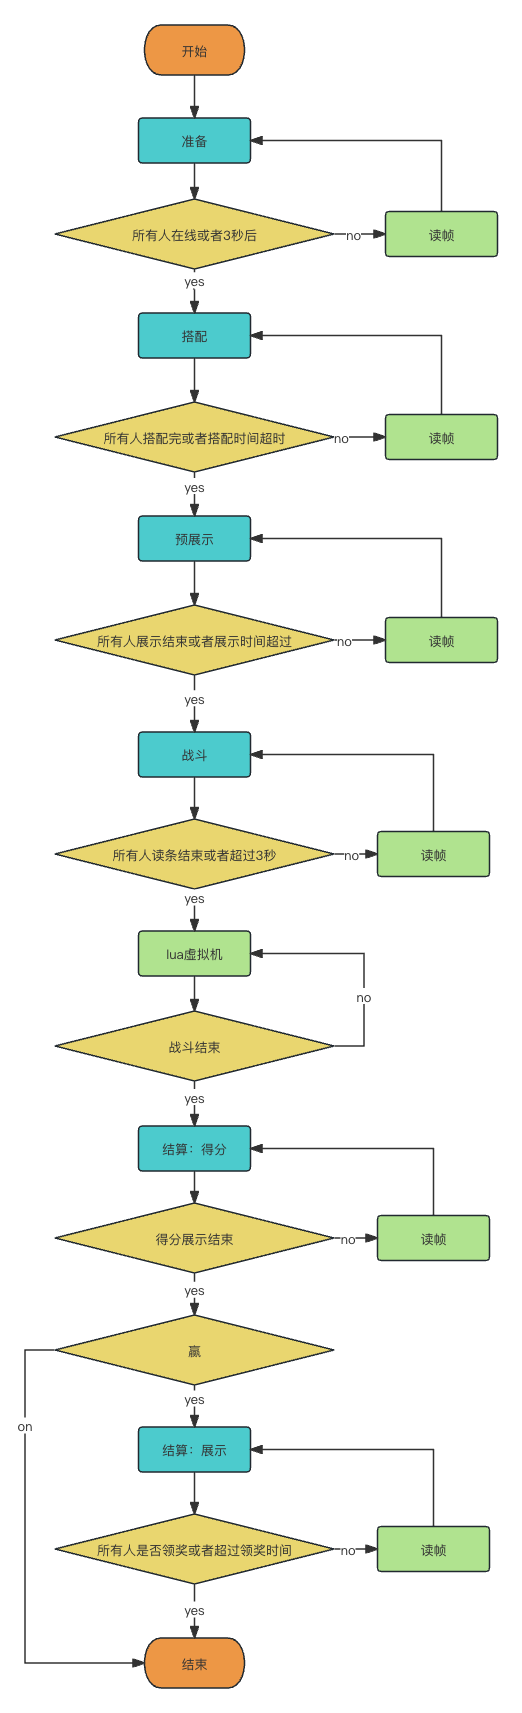 开始
准备
所有人在线或者3秒后
no
读帧
yes
搭配
所有人搭配完或者搭配时间超时
no
读帧
yes
预展示
所有人展示结束或者展示时间超过
no
读帧
yes
战斗
所有人读条结束或者超过3秒
no
读帧
yes
lua虚拟机
no
战斗结束
yes
结算：得分
得分展示结束
no
读帧
yes
赢
yes
on
结算：展示
所有人是否领奖或者超过领奖时间
no
读帧
yes
结束